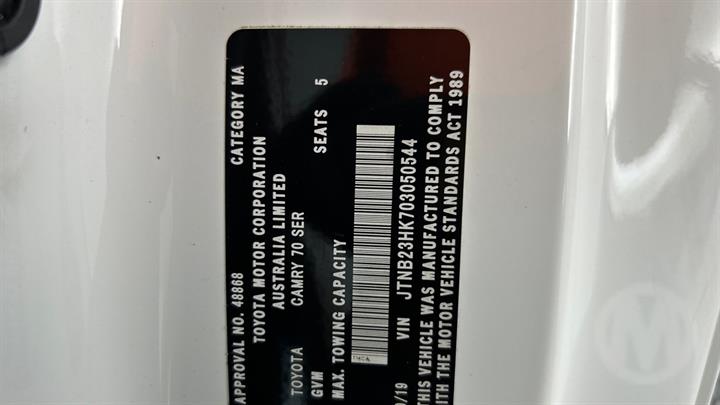 APPROVAL NO. 48868 CATEGORY MA
TOYOTA MOTOR CORPORATION
AUSTRALIA LIMITED
TOYOTA CAMRY 70 SER
GVM SEATS 5
MAX. TOWING CAPACITY
/19 VIN JTNB23HK703050544
THIS VEHICLE WAS MANUFACTURED TO COMPLY
WITH THE MOTOR VEHICLE STANDARDS ACT 1989
M